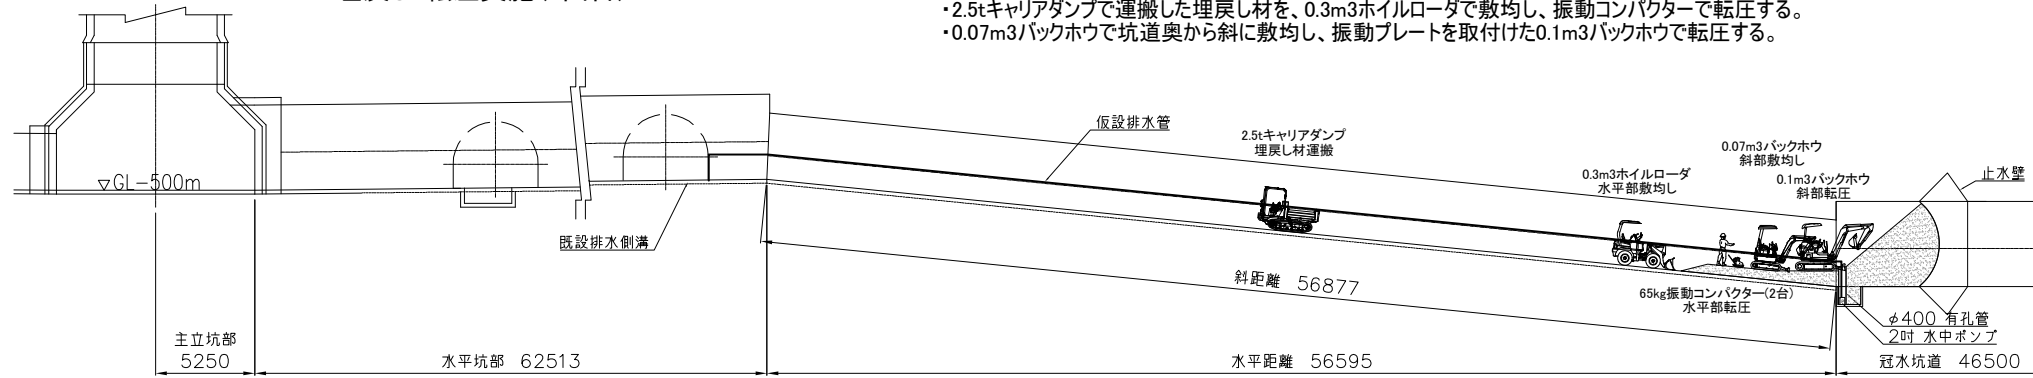 ・2.5tキャリアダンプで運搬した埋戻し材を、0.3m3ホイルローダで敷均し、振動コンパクターで転圧する。
・0.07m3バックホウで坑道奥から斜に敷均し、振動プレートを取付けた0.1m3バックホウで転圧する。
仮設排水管
2.5tキャリアダンプ
埋戻し材運搬
0.07m3バックホウ
斜部敷均し
0.3m3ホイルローダ
水平部敷均し
0.1m3バックホウ
斜部転圧
止水壁
▽GL-500m
既設排水側溝
斜距離 56877
65kg振動コンパクター(2台)
水平部転圧
φ400 有孔管
2吋 水中ポンプ
主立坑部
5250
水平坑部 62513
水平距離 56595
冠水坑道 46500